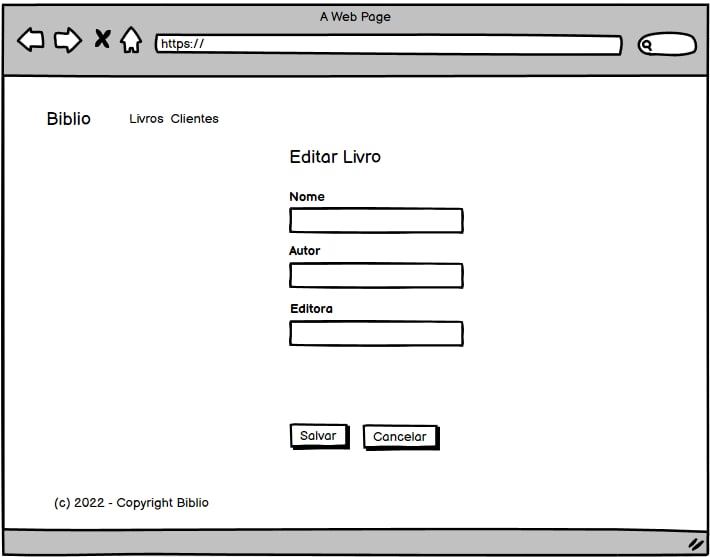 A Web Page
https://
Biblio
Livros Clientes
Editar Livro
Nome
Autor
Editora
Salvar
Cancelar
(c) 2022 - Copyright Biblio